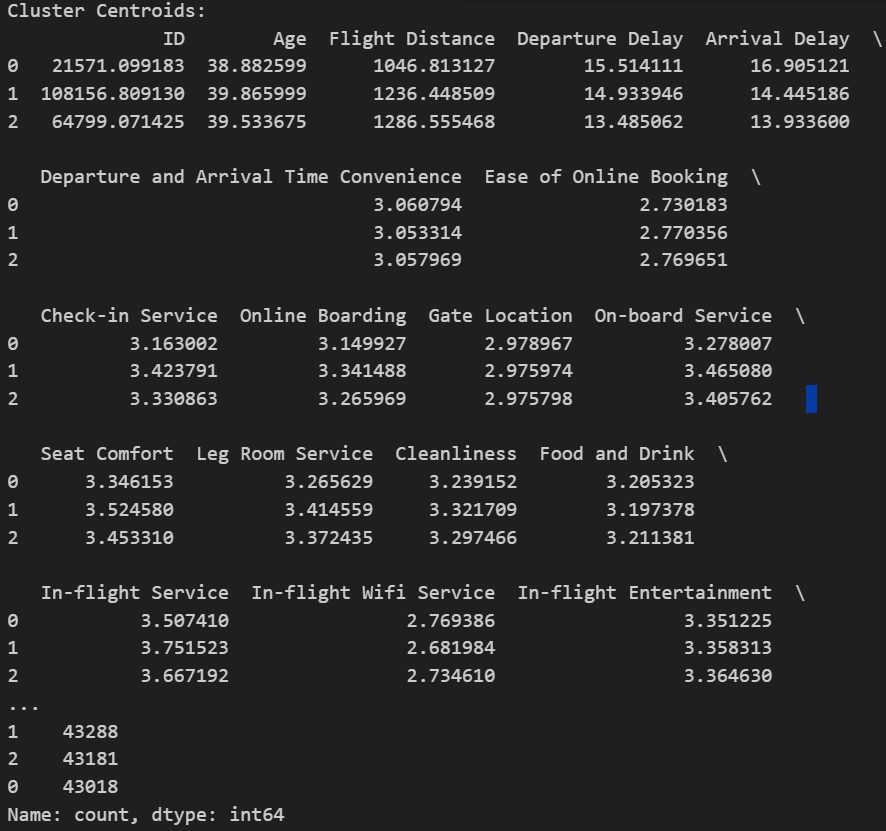 Cluster Centroids:
ID Age Flight Distance Departure Delay Arrival Delay \
0 21571.099183 38.882599 1046.813127 15.514111 16.905121
1 108156.809130 39.865999 1236.448509 14.933946 14.445186
2 64799.071425 39.533675 1286.555468 13.485062 13.933600
Departure and Arrival Time Convenience Ease of Online Booking \
0 3.060794 2.730183
1 3.053314 2.770356
2 3.057969 2.769651
Check-in Service Online Boarding Gate Location On-board Service \
0 3.163002 3.149927 2.978967 3.278007
1 3.423791 3.341488 2.975974 3.465080
2 3.330863 3.265969 2.975798 3.405762
Seat Comfort Leg Room Service Cleanliness Food and Drink \
0 3.346153 3.265629 3.239152 3.205323
1 3.524580 3.414559 3.321709 3.197378
2 3.453310 3.372435 3.297466 3.211381
In-flight Service In-flight Wifi Service In-flight Entertainment \
0 3.507410 2.769386 3.351225
1 3.751523 2.681984 3.358313
2 3.667192 2.734610 3.364630
...
1 43288
2 43181
0 43018
Name: count, dtype: int64